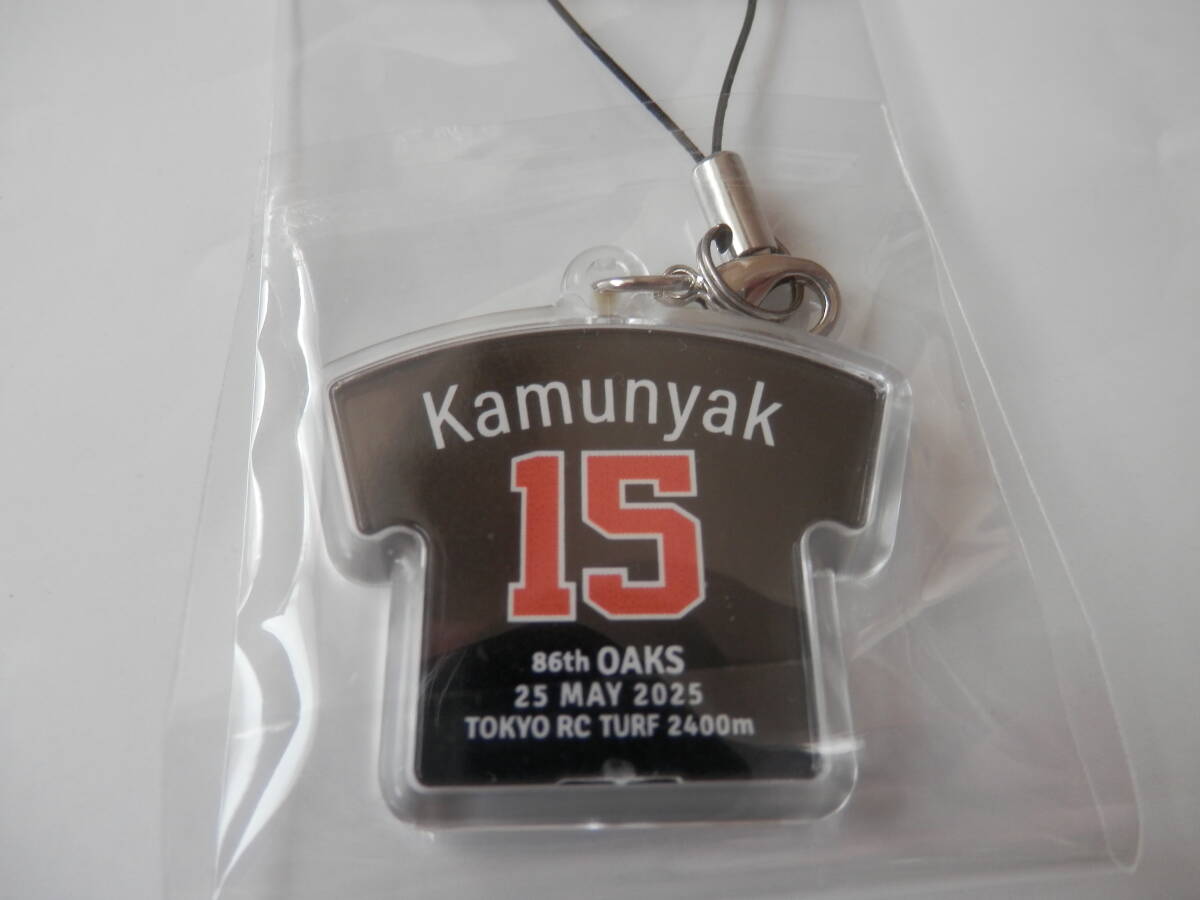 Kamunyak
15
86th OAKS
25 MAY 2025
TOKYO RC TURF 2400m